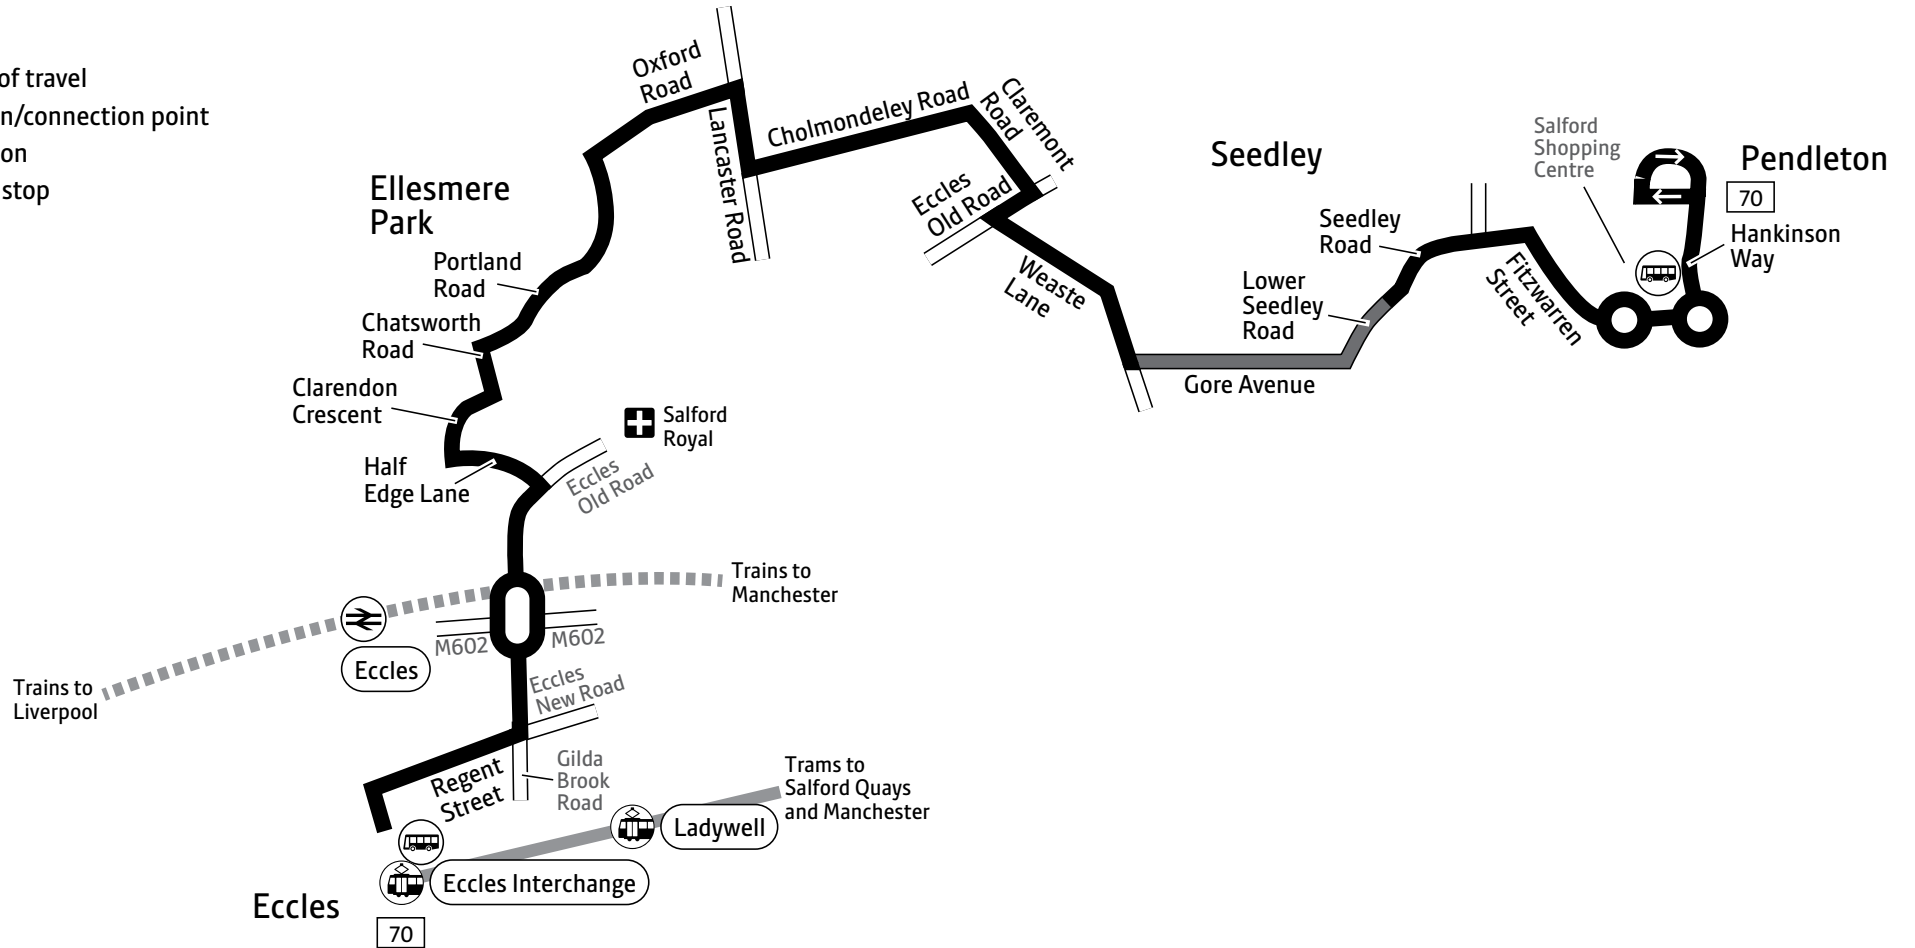 of travel
n/connection point
on
stop
Oxford
Road
Lancaster Road
Cholmondeley Road
Claremont
Road
Eccles
Old Road
Weaste
Lane
Seedley
Salford
Shopping
Centre
Pendleton
70
Hankinson
Way
Seedley
Road
Lower
Seedley
Road
Fitzwarren
Street
Gore Avenue
Ellesmere
Park
Portland
Road
Chatsworth
Road
Clarendon
Crescent
Half
Edge Lane
Salford
Royal
Eccles
Old Road
Trains to
Manchester
M602
M602
Eccles
Trains to
Liverpool
Eccles
New Road
Regent
Street
Gilda
Brook
Road
Trams to
Salford Quays
and Manchester
Ladywell
Eccles Interchange
Eccles
70